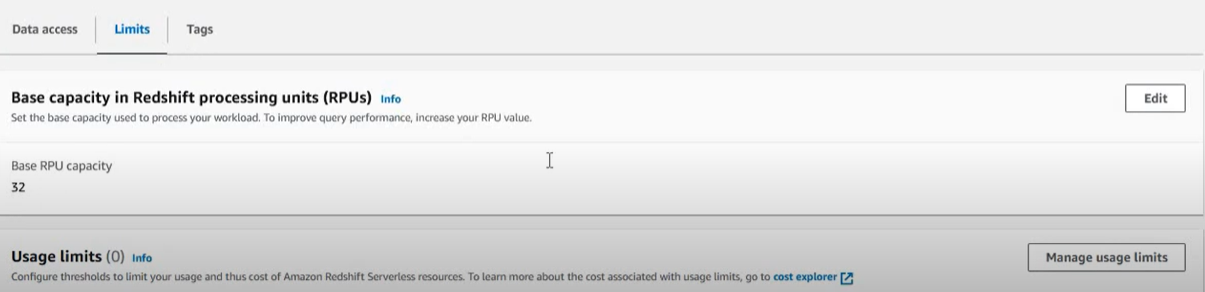 Data access Limits Tags
Base capacity in Redshift processing units (RPUs) Info
Edit
Set the base capacity used to process your workload. To improve query performance, increase your RPU value.
Base RPU capacity
32
Usage limits (0) Info
Manage usage limits
Configure thresholds to limit your usage and thus cost of Amazon Redshift Serverless resources. To learn more about the cost associated with usage limits, go to cost explorer